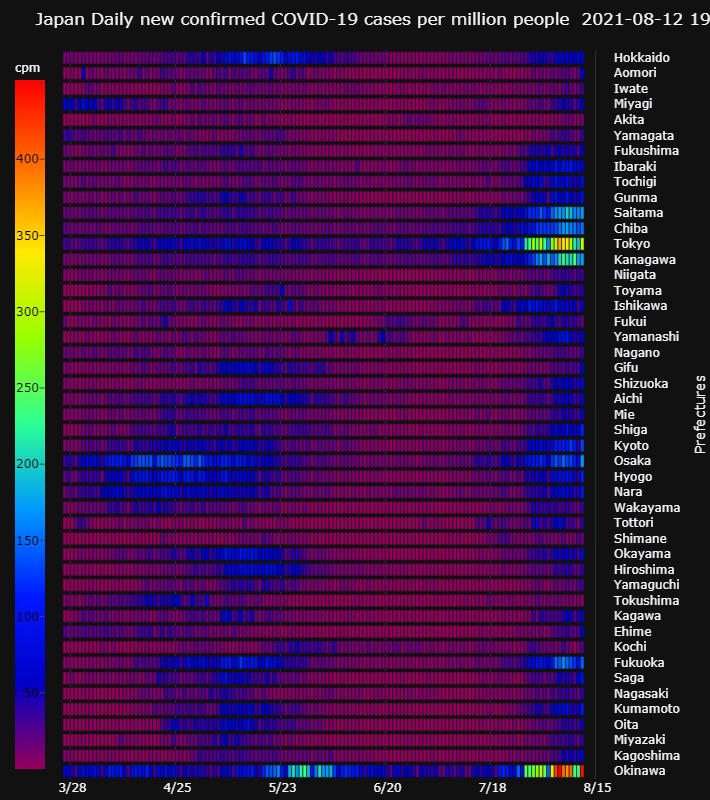 Japan Daily new confirmed COVID-19 cases per million people 2021-08-12 19
cpm
400
350
300
250
200
150
100
50
Hokkaido
Aomori
Iwate
Miyagi
Akita
Yamagata
Fukushima
Ibaraki
Tochigi
Gunma
Saitama
Chiba
Tokyo
Kanagawa
Niigata
Toyama
Ishikawa
Fukui
Yamanashi
Nagano
Gifu
Shizuoka
Aichi
Mie
Shiga
Kyoto
Osaka
Hyogo
Nara
Wakayama
Tottori
Shimane
Okayama
Hiroshima
Yamaguchi
Tokushima
Kagawa
Ehime
Kochi
Fukuoka
Saga
Nagasaki
Kumamoto
Oita
Miyazaki
Kagoshima
Okinawa
Prefectures
3/28 4/25 5/23 6/20 7/18 8/15